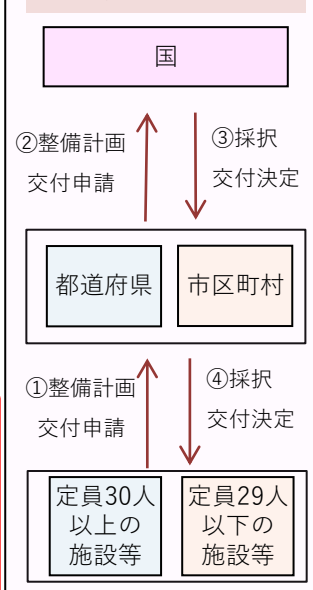 国
②整備計画
交付申請
③採択
交付決定
都道府県
市区町村
①整備計画
交付申請
④採択
交付決定
定員30人
以上の
施設等
定員29人
以下の
施設等